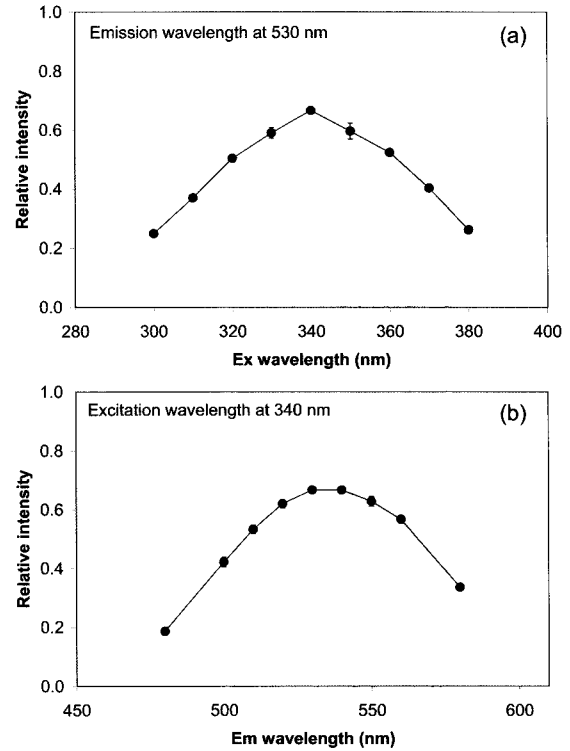 Emission wavelength at 530 nm
(a)
1.0
0.8
0.6
0.4
0.2
0.0
Relative intensity
280 300 320 340 360 380 400
Ex wavelength (nm)
Excitation wavelength at 340 nm
(b)
1.0
0.8
0.6
0.4
0.2
0.0
Relative intensity
450 500 550 600
Em wavelength (nm)